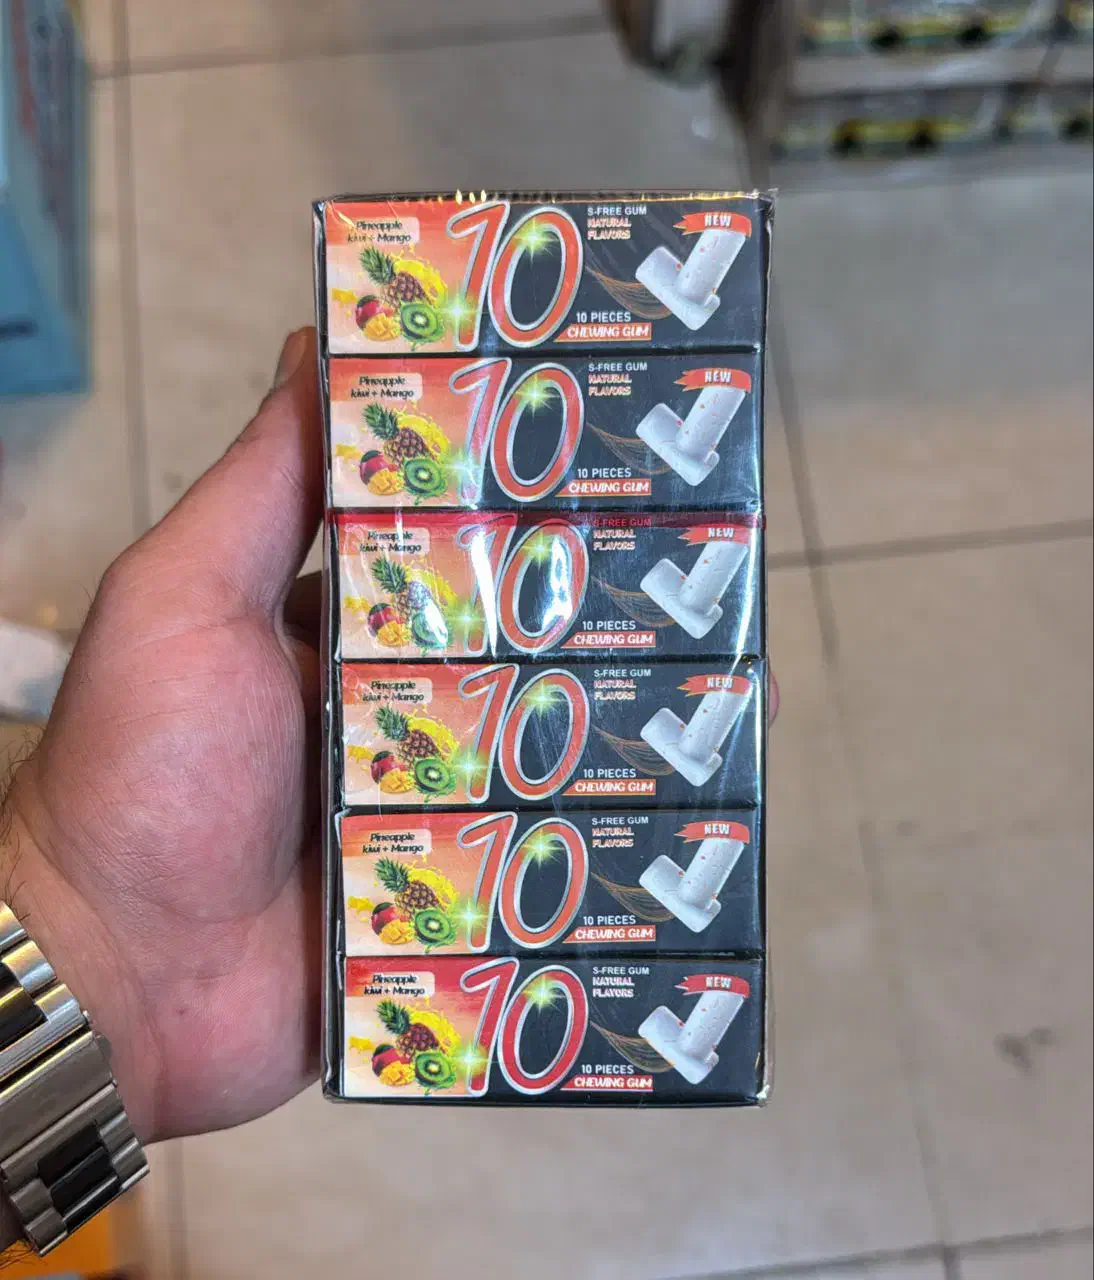 Pineapple
kiwi + Mango
10
S-FREE GUM
NATURAL
FLAVORS
NEW
10 PIECES
CHEWING GUM
Pineapple
kiwi + Mango
10
S-FREE GUM
NATURAL
FLAVORS
NEW
10 PIECES
CHEWING GUM
Pineapple
kiwi + Mango
10
S-FREE GUM
NATURAL
FLAVORS
NEW
10 PIECES
CHEWING GUM
Pineapple
kiwi + Mango
10
S-FREE GUM
NATURAL
FLAVORS
NEW
10 PIECES
CHEWING GUM
Pineapple
kiwi + Mango
10
S-FREE GUM
NATURAL
FLAVORS
NEW
10 PIECES
CHEWING GUM
Pineapple
kiwi + Mango
10
S-FREE GUM
NATURAL
FLAVORS
NEW
10 PIECES
CHEWING GUM